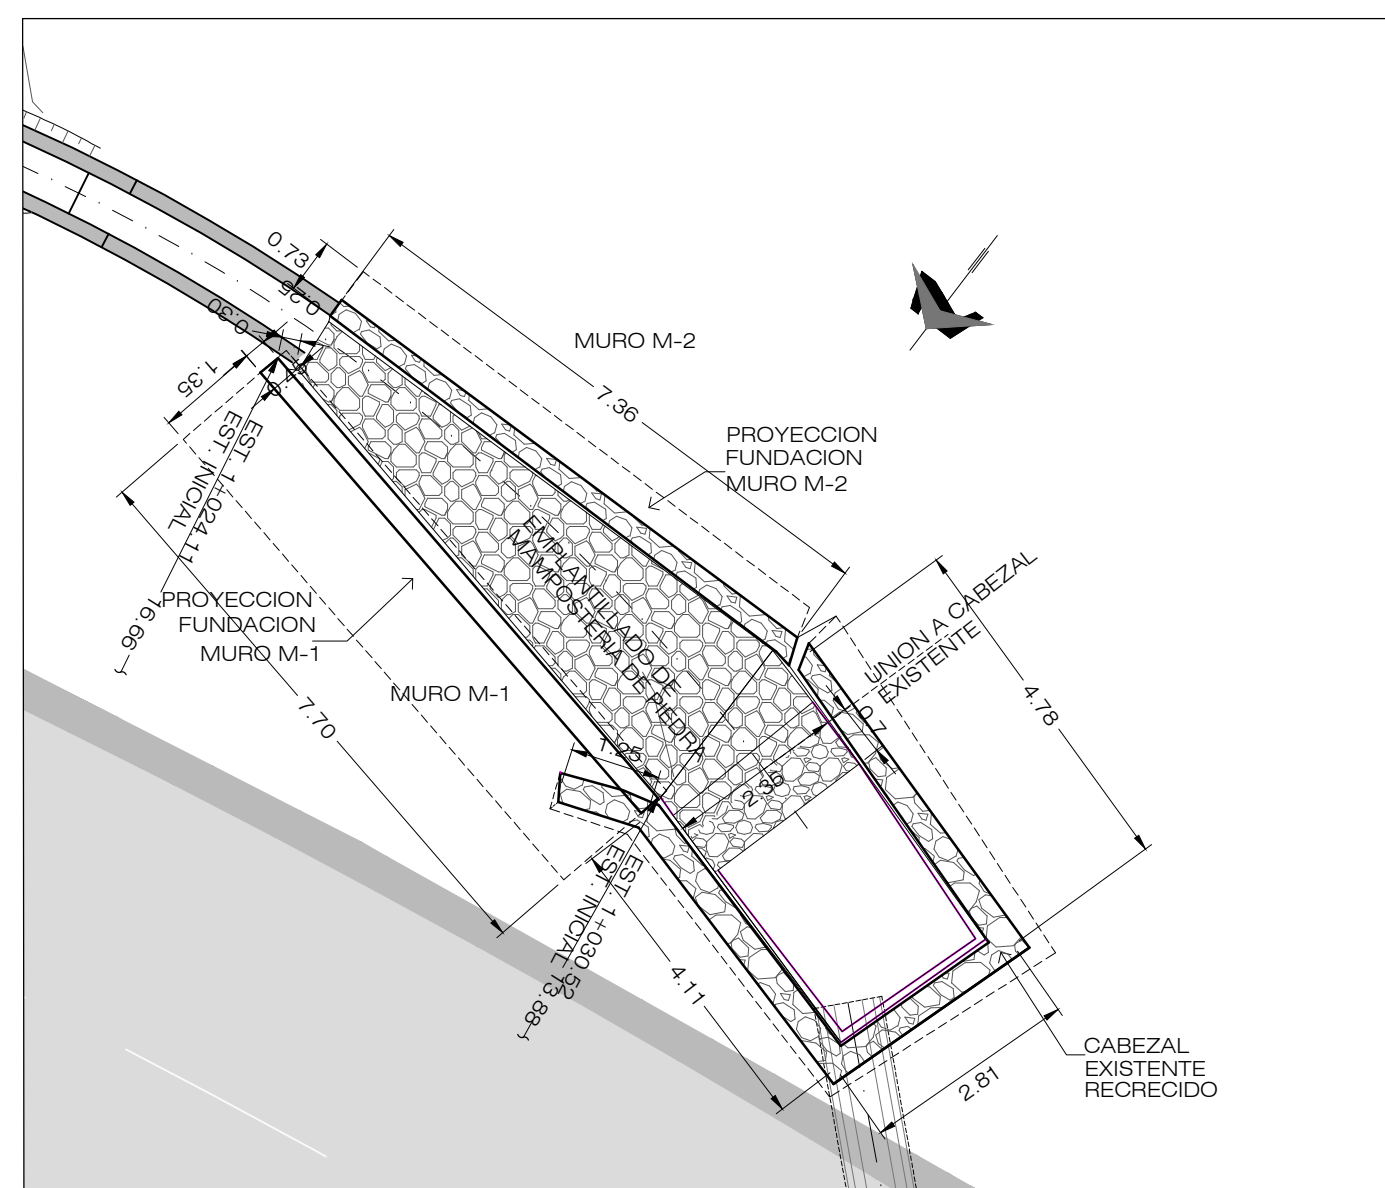 0.73
0.25
0.30
1.35
MURO M-2
7.36
PROYECCION
FUNDACION
MURO M-2
EST. 1+024.11
EST. INICIAL
16.66
PROYECCION
FUNDACION
MURO M-1
7.70
MURO M-1
EMPLANTILLADO DE
MAMPOSTERIA DE PIEDRA
UNION A CABEZAL
EXISTENTE
4.78
2.36
EST. 1+030.52
EST. INICIAL 13.88
4.11
2.81
CABEZAL
EXISTENTE
RECRECIDO